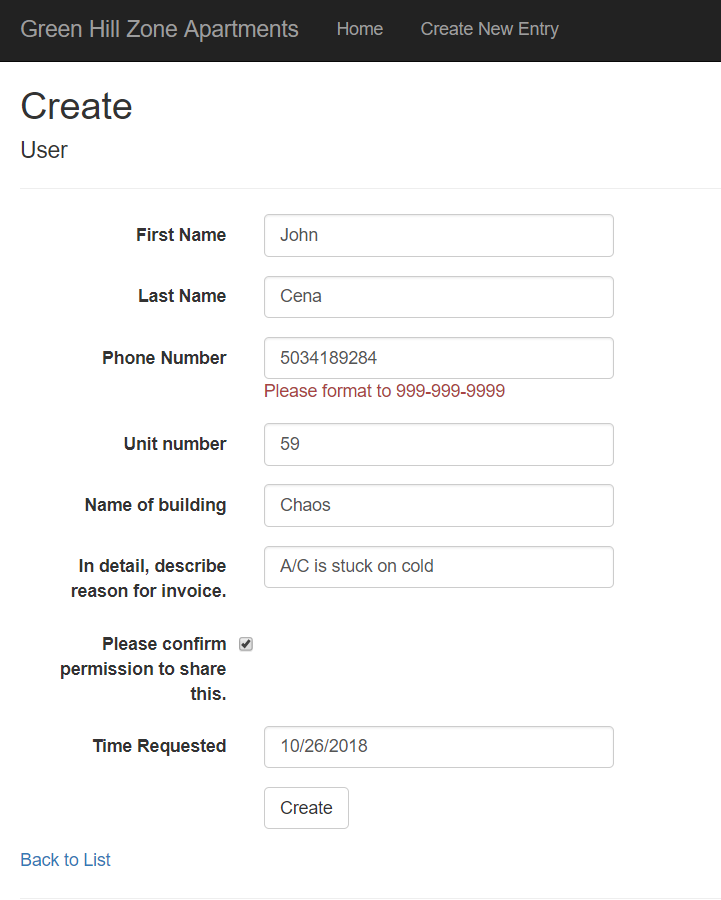 Green Hill Zone Apartments Home Create New Entry
Create
User
First Name John
Last Name Cena
Phone Number 5034189284
Please format to 999-999-9999
Unit number 59
Name of building Chaos
In detail, describe A/C is stuck on cold
reason for invoice.
Please confirm
permission to share
this.
Time Requested 10/26/2018
Create
Back to List